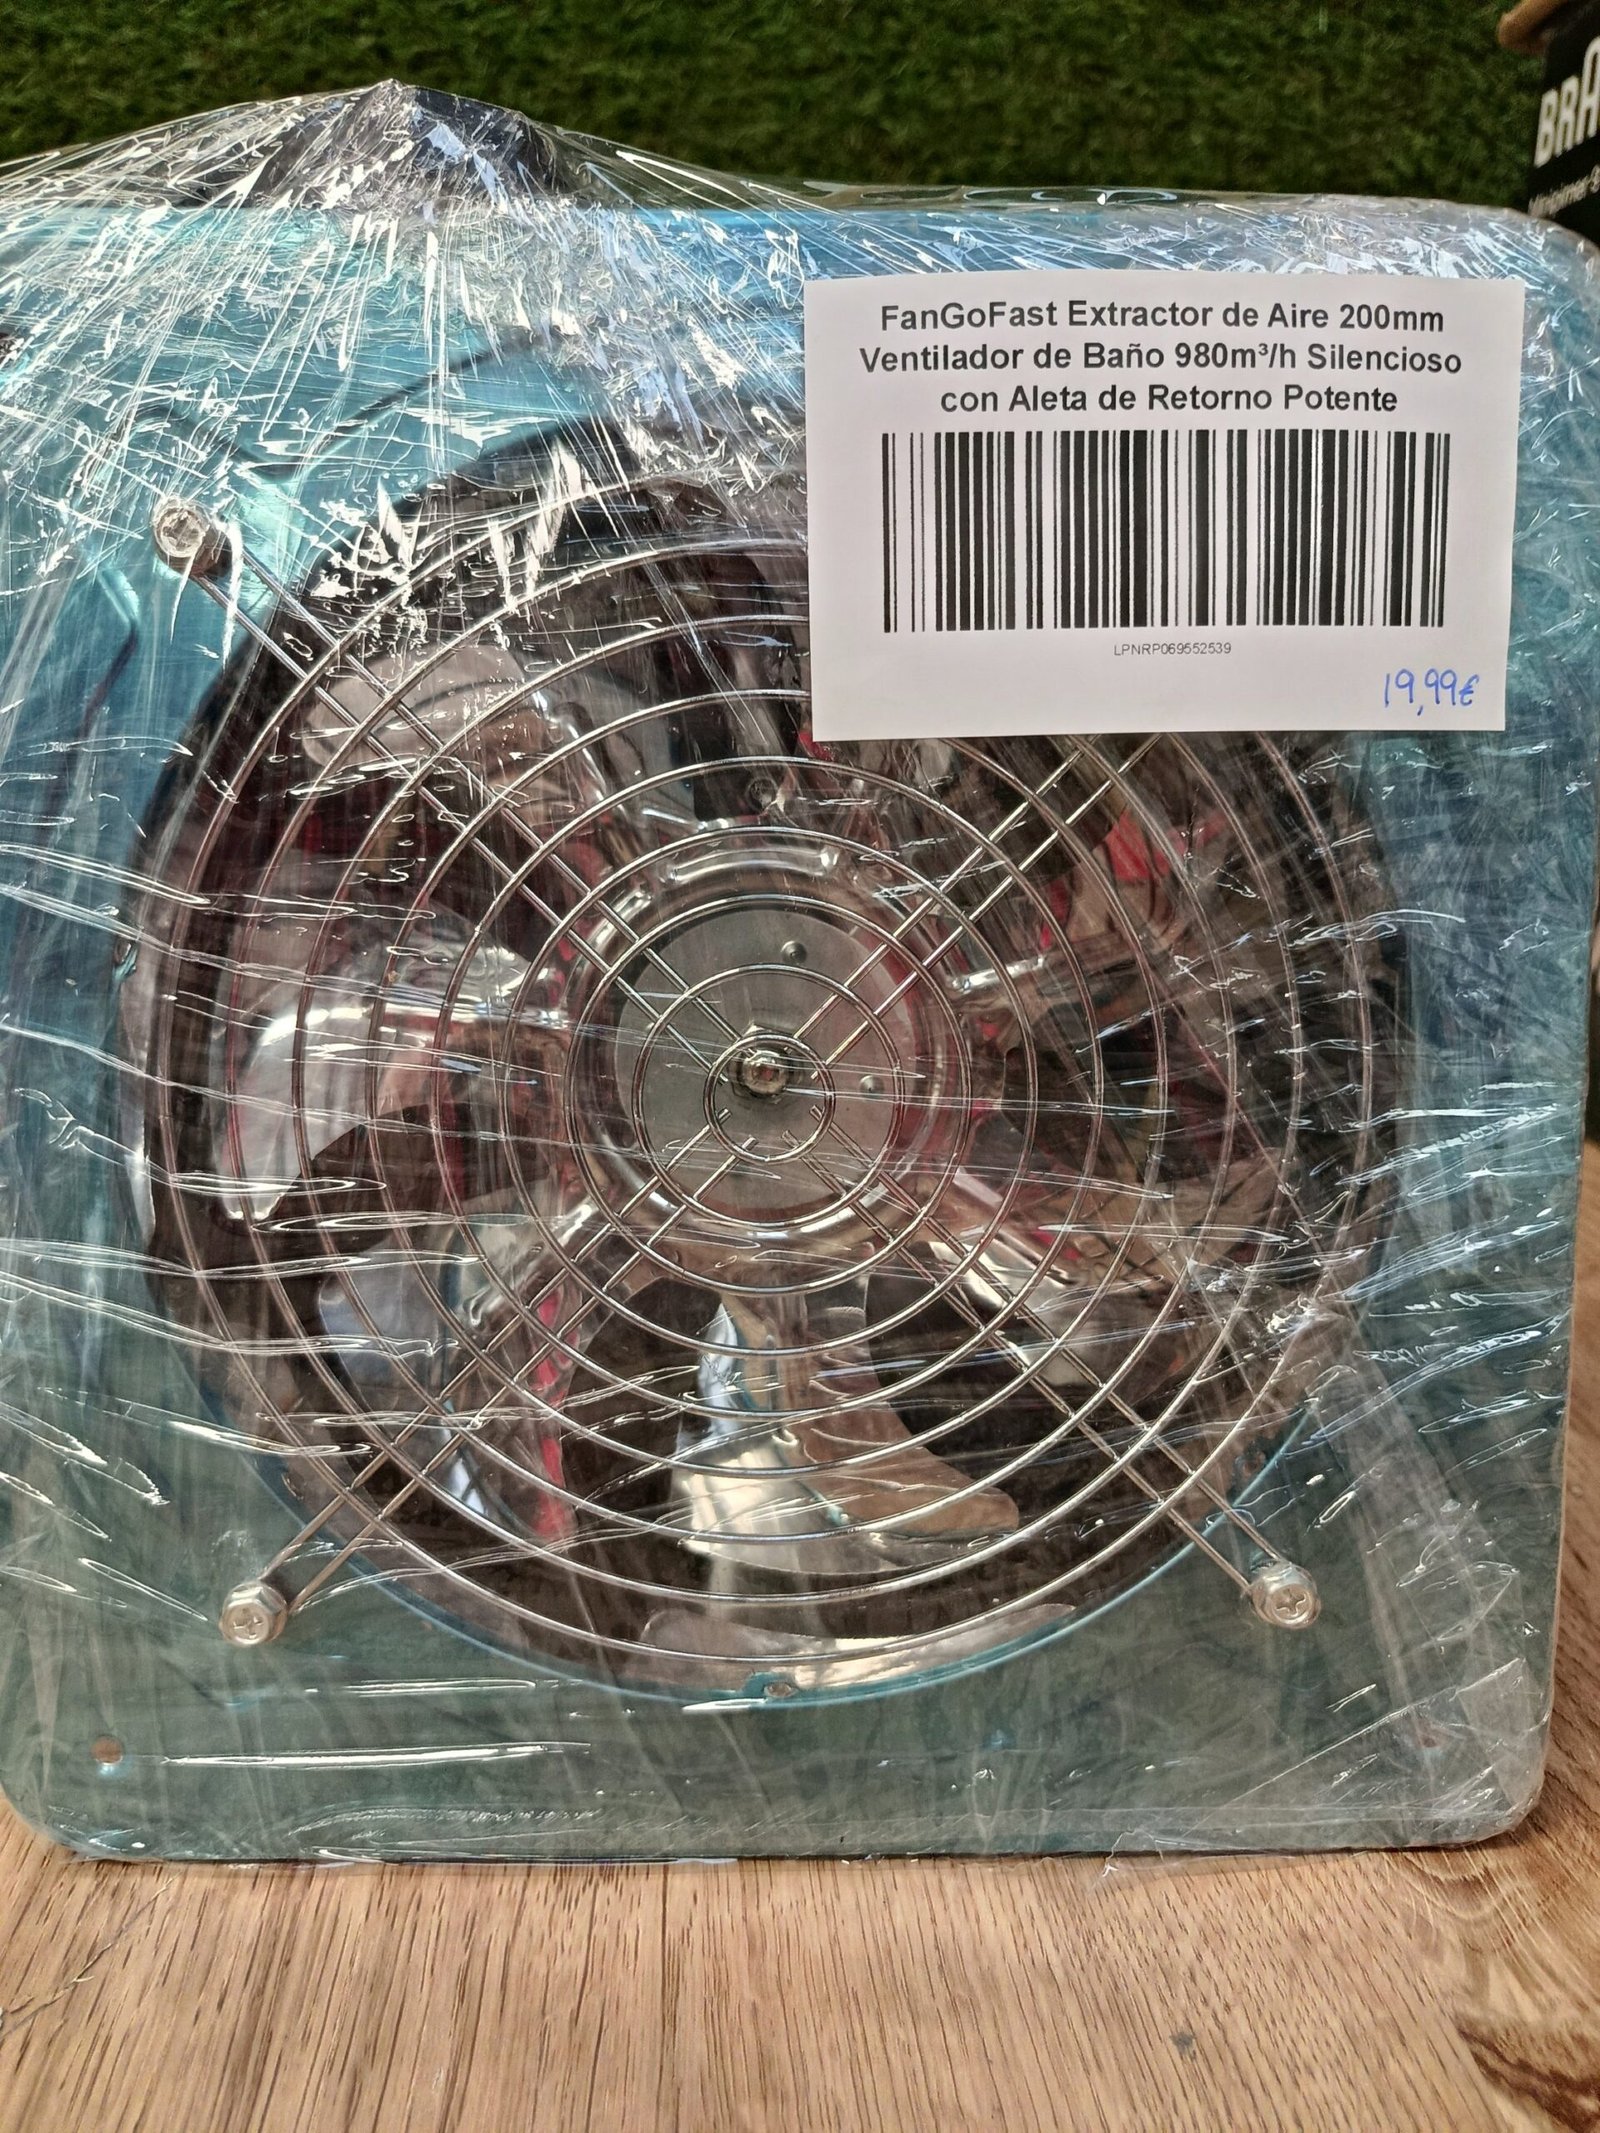 FanGoFast Extractor de Aire 200mm
Ventilador de Baño 980m³/h Silencioso
con Aleta de Retorno Potente
LPNRP069552539
19,99€